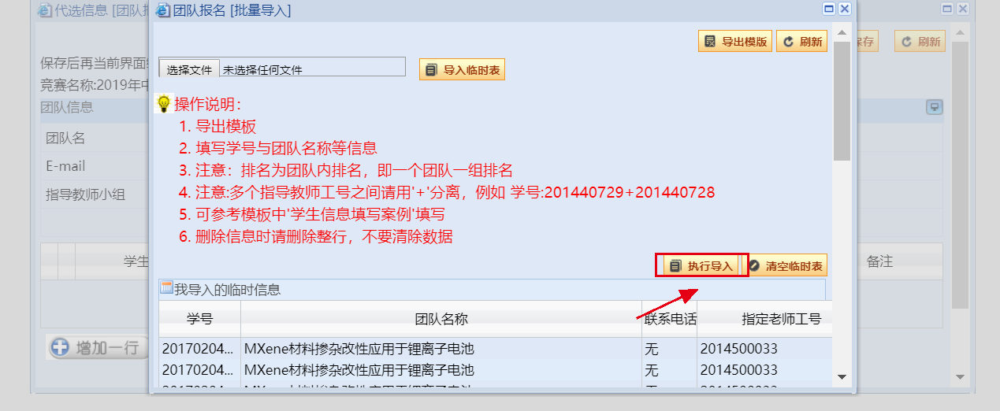 代选信息 [团队报
团队报名 [批量导入]
导出模版
刷新
保存
刷新
保存后再当前界面
选择文件
未选择任何文件
导入临时表
竞赛名称:2019年中
团队信息
操作说明：
1. 导出模板
团队名
2. 填写学号与团队名称等信息
E-mail
3. 注意：排名为团队内排名，即一个团队一组排名
指导教师小组
4. 注意:多个指导教师工号之间请用'+'分离，例如 学号:201440729+201440728
5. 可参考模板中'学生信息填写案例'填写
6. 删除信息时请删除整行，不要清除数据
学生
执行导入
清空临时表
备注
我导入的临时信息
学号
团队名称
联系电话
指定老师工号
增加一行
20170204...
MXene材料掺杂改性应用于锂离子电池
无
2014500033
20170204...
MXene材料掺杂改性应用于锂离子电池
无
2014500033